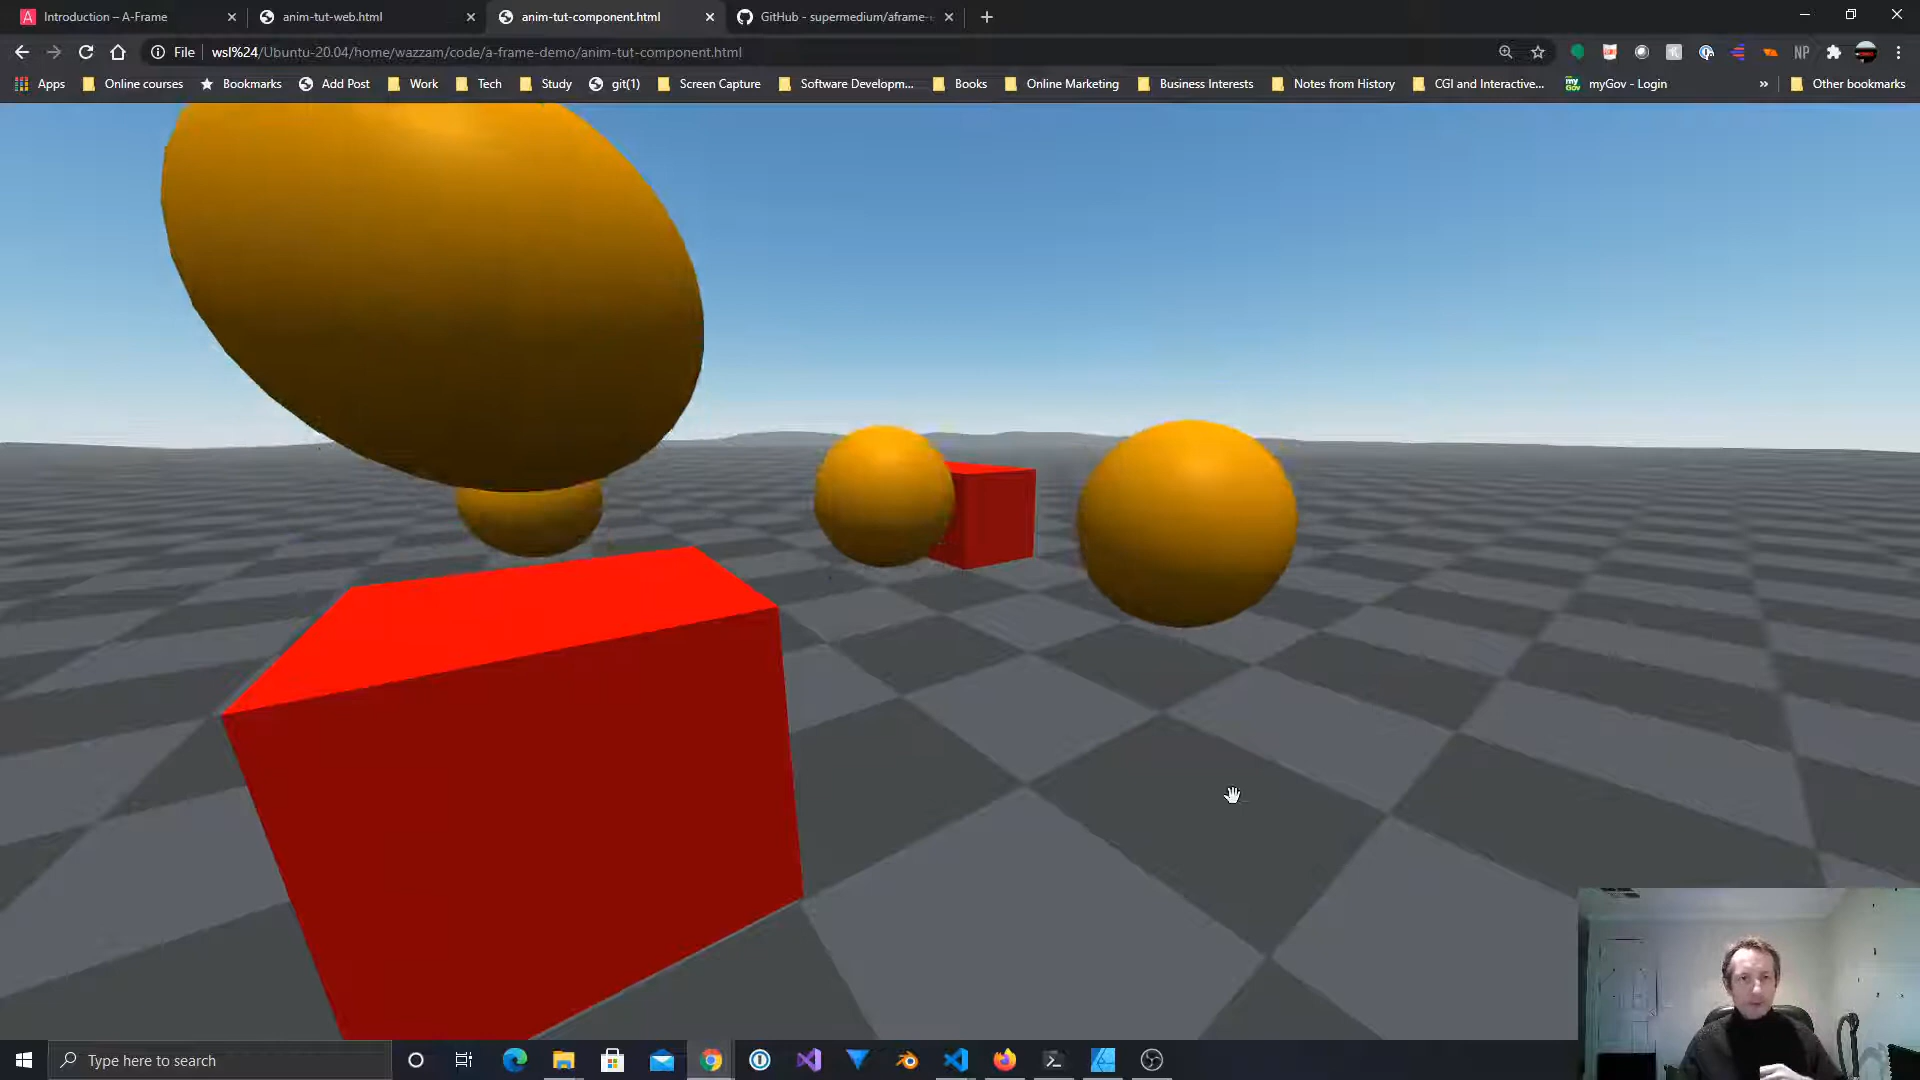 Introduction – A-Frame
anim-tut-web.html
anim-tut-component.html
GitHub - supermedium/aframe-
File
wsl%24/Ubuntu-20.04/home/wazzam/code/a-frame-demo/anim-tut-component.html
NP
Apps
Online courses
Bookmarks
Add Post
Work
Tech
Study
git(1)
Screen Capture
Software Developm...
Books
Online Marketing
Business Interests
Notes from History
CGI and Interactive...
myGov - Login
Other bookmarks
Type here to search